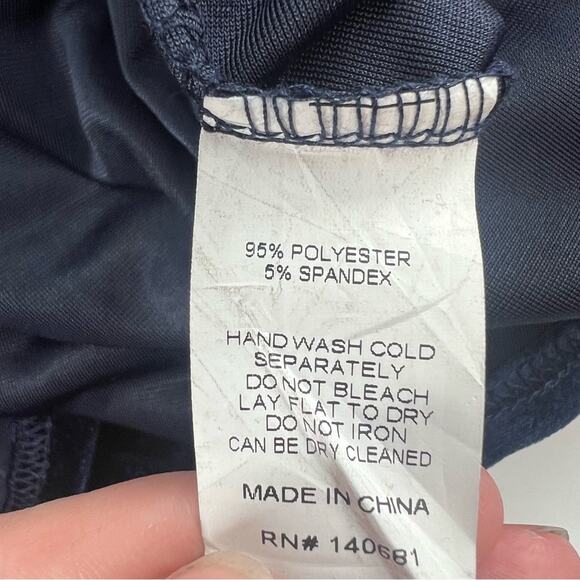 95% POLYESTER
5% SPANDEX
HAND WASH COLD
SEPARATELY
DO NOT BLEACH
LAY FLAT TO DRY
DO NOT IRON
CAN BE DRY CLEANED
MADE IN CHINA
RN# 140681